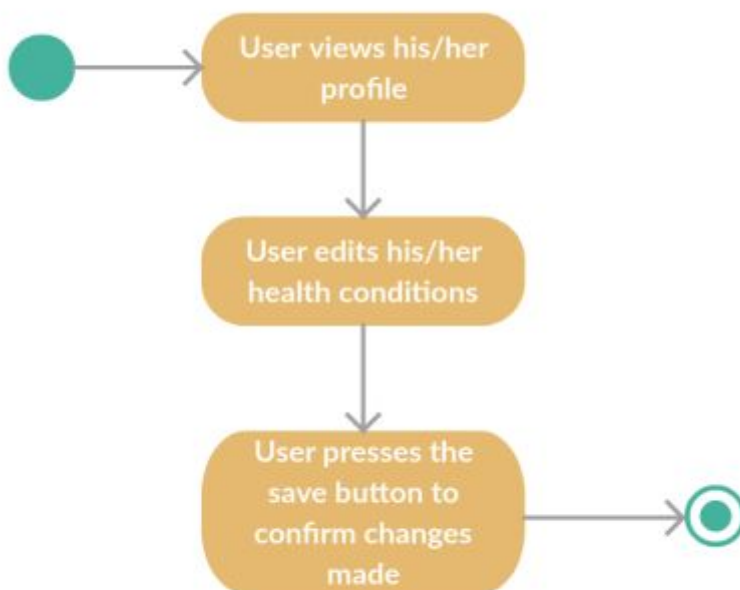 User views his/her
profile
User edits his/her
health conditions
User presses the
save button to
confirm changes
made